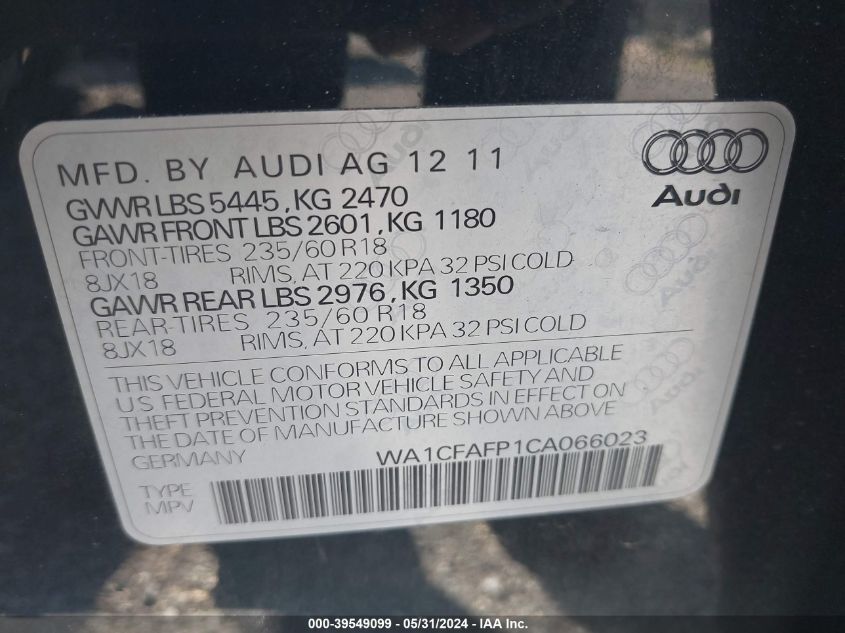 MFD. BY AUDI AG 12 11
Audi
GVWR LBS 5445, KG 2470
GAWR FRONT LBS 2601, KG 1180
FRONT-TIRES 235/60 R18
8JX18 RIMS, AT 220 KPA 32 PSI COLD
GAWR REAR LBS 2976, KG 1350
REAR-TIRES 235/60 R18
8JX18 RIMS, AT 220 KPA 32 PSI COLD
THIS VEHICLE CONFORMS TO ALL APPLICABLE
US FEDERAL MOTOR VEHICLE SAFETY AND
THEFT PREVENTION STANDARDS IN EFFECT ON
THE DATE OF MANUFACTURE SHOWN ABOVE
GERMANY WA1CFAFP1CA066023
TYPE
MPV
000-39549099 - 05/31/2024 - IAA Inc.